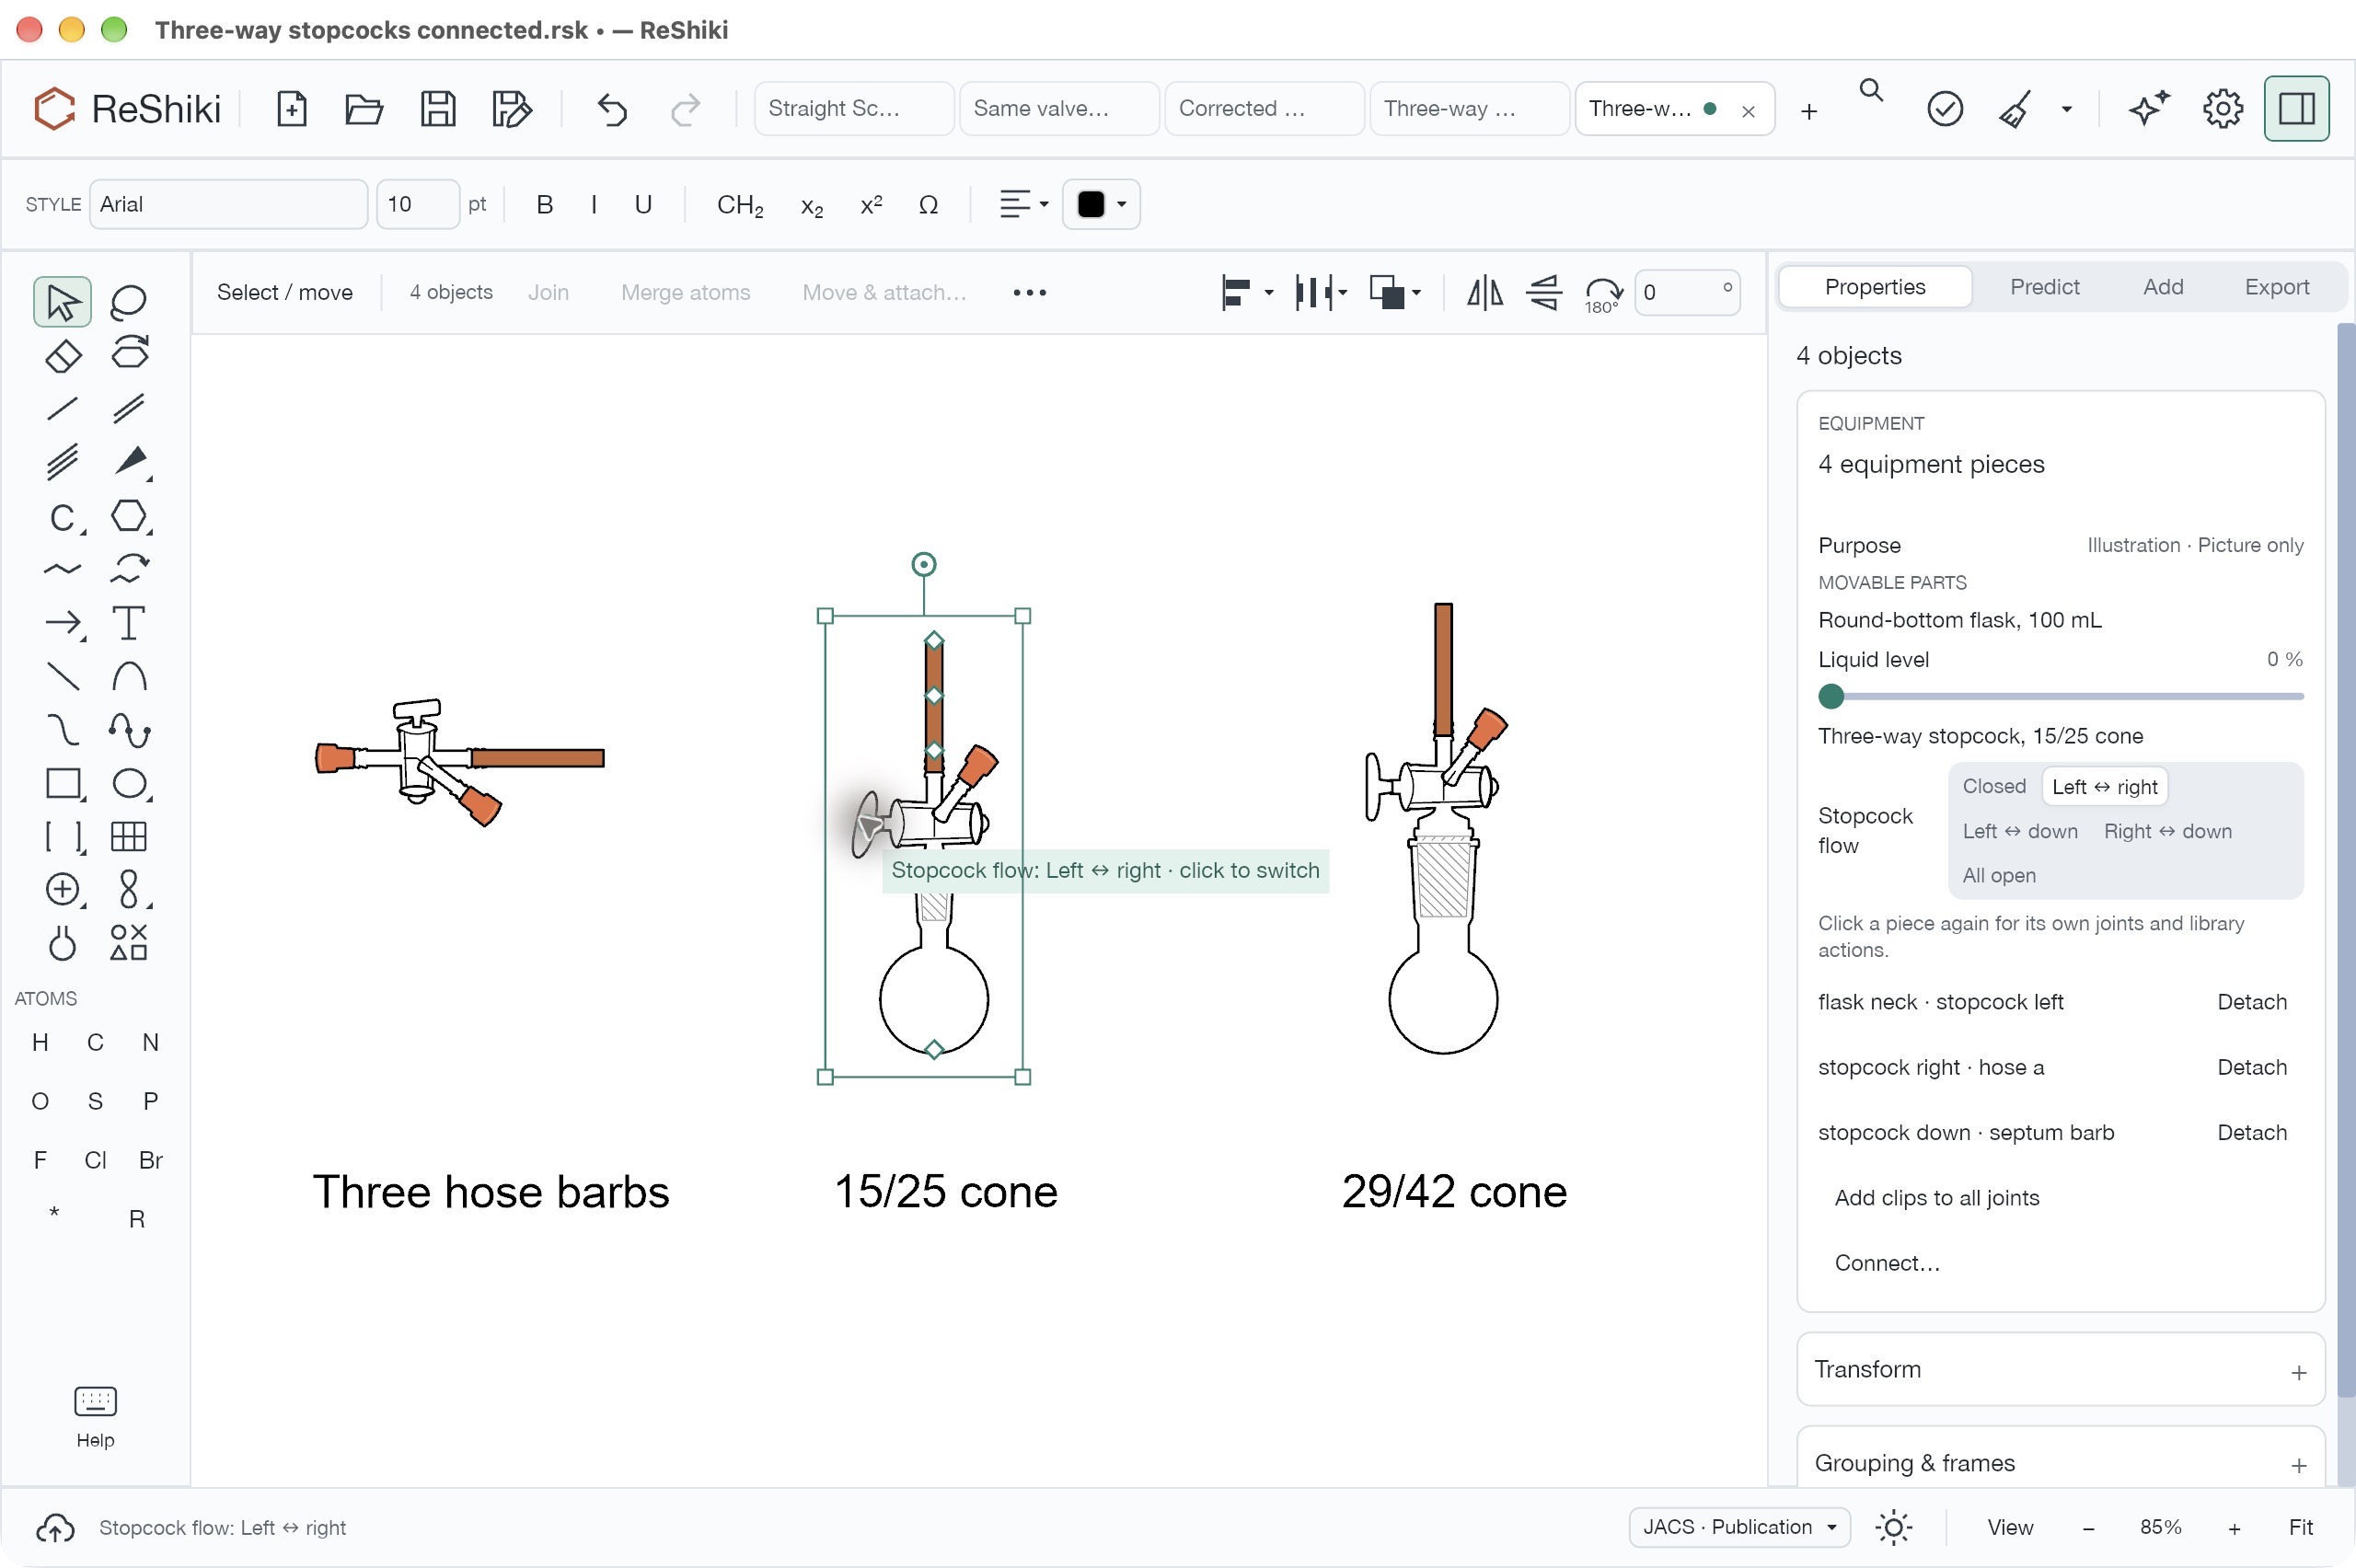 Three-way stopcocks connected.rsk • — ReShiki
ReShiki
Straight Sc...
Same valve...
Corrected ...
Three-way ...
Three-w...
STYLE Arial 10 pt B I U CH₂ x₂ x² Ω
Select / move 4 objects Join Merge atoms Move & attach... 180° 0 °
Properties Predict Add Export
4 objects
EQUIPMENT
4 equipment pieces
Purpose Illustration · Picture only
MOVABLE PARTS
Round-bottom flask, 100 mL
Liquid level 0 %
Three-way stopcock, 15/25 cone
Stopcock flow
Closed Left ↔ right
Left ↔ down Right ↔ down
All open
Click a piece again for its own joints and library
actions.
flask neck · stopcock left Detach
stopcock right · hose a Detach
stopcock down · septum barb Detach
Add clips to all joints
Connect...
Transform +
Grouping & frames +
C
T
ATOMS
H C N
O S P
F Cl Br
* R
Help
Stopcock flow: Left ↔ right · click to switch
Three hose barbs
15/25 cone
29/42 cone
Stopcock flow: Left ↔ right
JACS · Publication
View – 85% + Fit